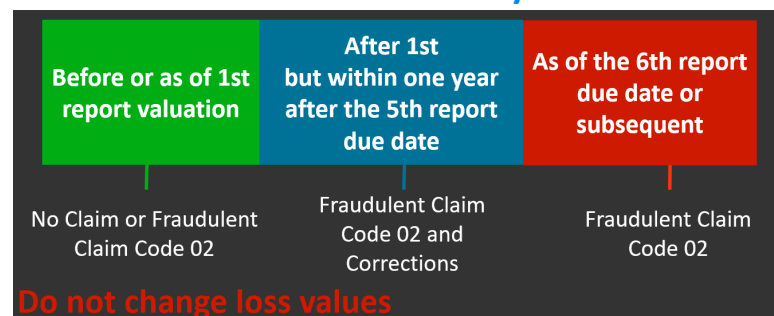 Before or as of 1st
report valuation
After 1st
but within one year
after the 5th report
due date
As of the 6th report
due date or
subsequent
No Claim or Fraudulent
Claim Code 02
Fraudulent Claim
Code 02 and
Corrections
Fraudulent Claim
Code 02
Do not change loss values